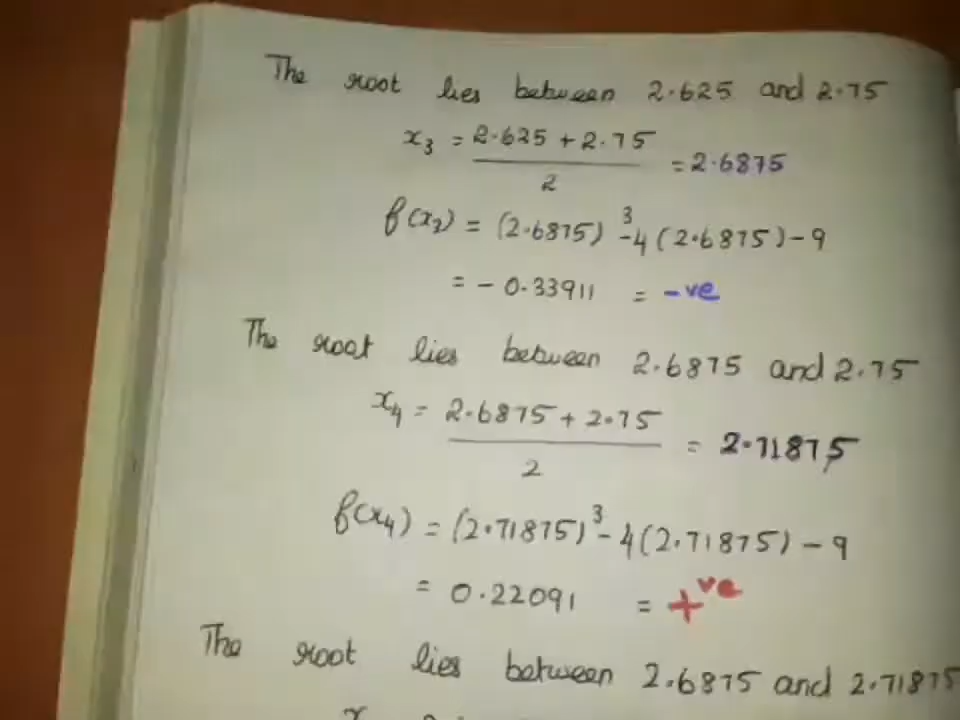 The root lies between 2.625 and 2.75
x₃ = (2.625 + 2.75)/2 = 2.6875
f(x₃) = (2.6875)³ - 4(2.6875) - 9
= - 0.33911 = -ve
The root lies between 2.6875 and 2.75
x₄ = (2.6875 + 2.75)/2 = 2.71875
f(x₄) = (2.71875)³ - 4(2.71875) - 9
= 0.22091 = +ve
The root lies between 2.6875 and 2.71875